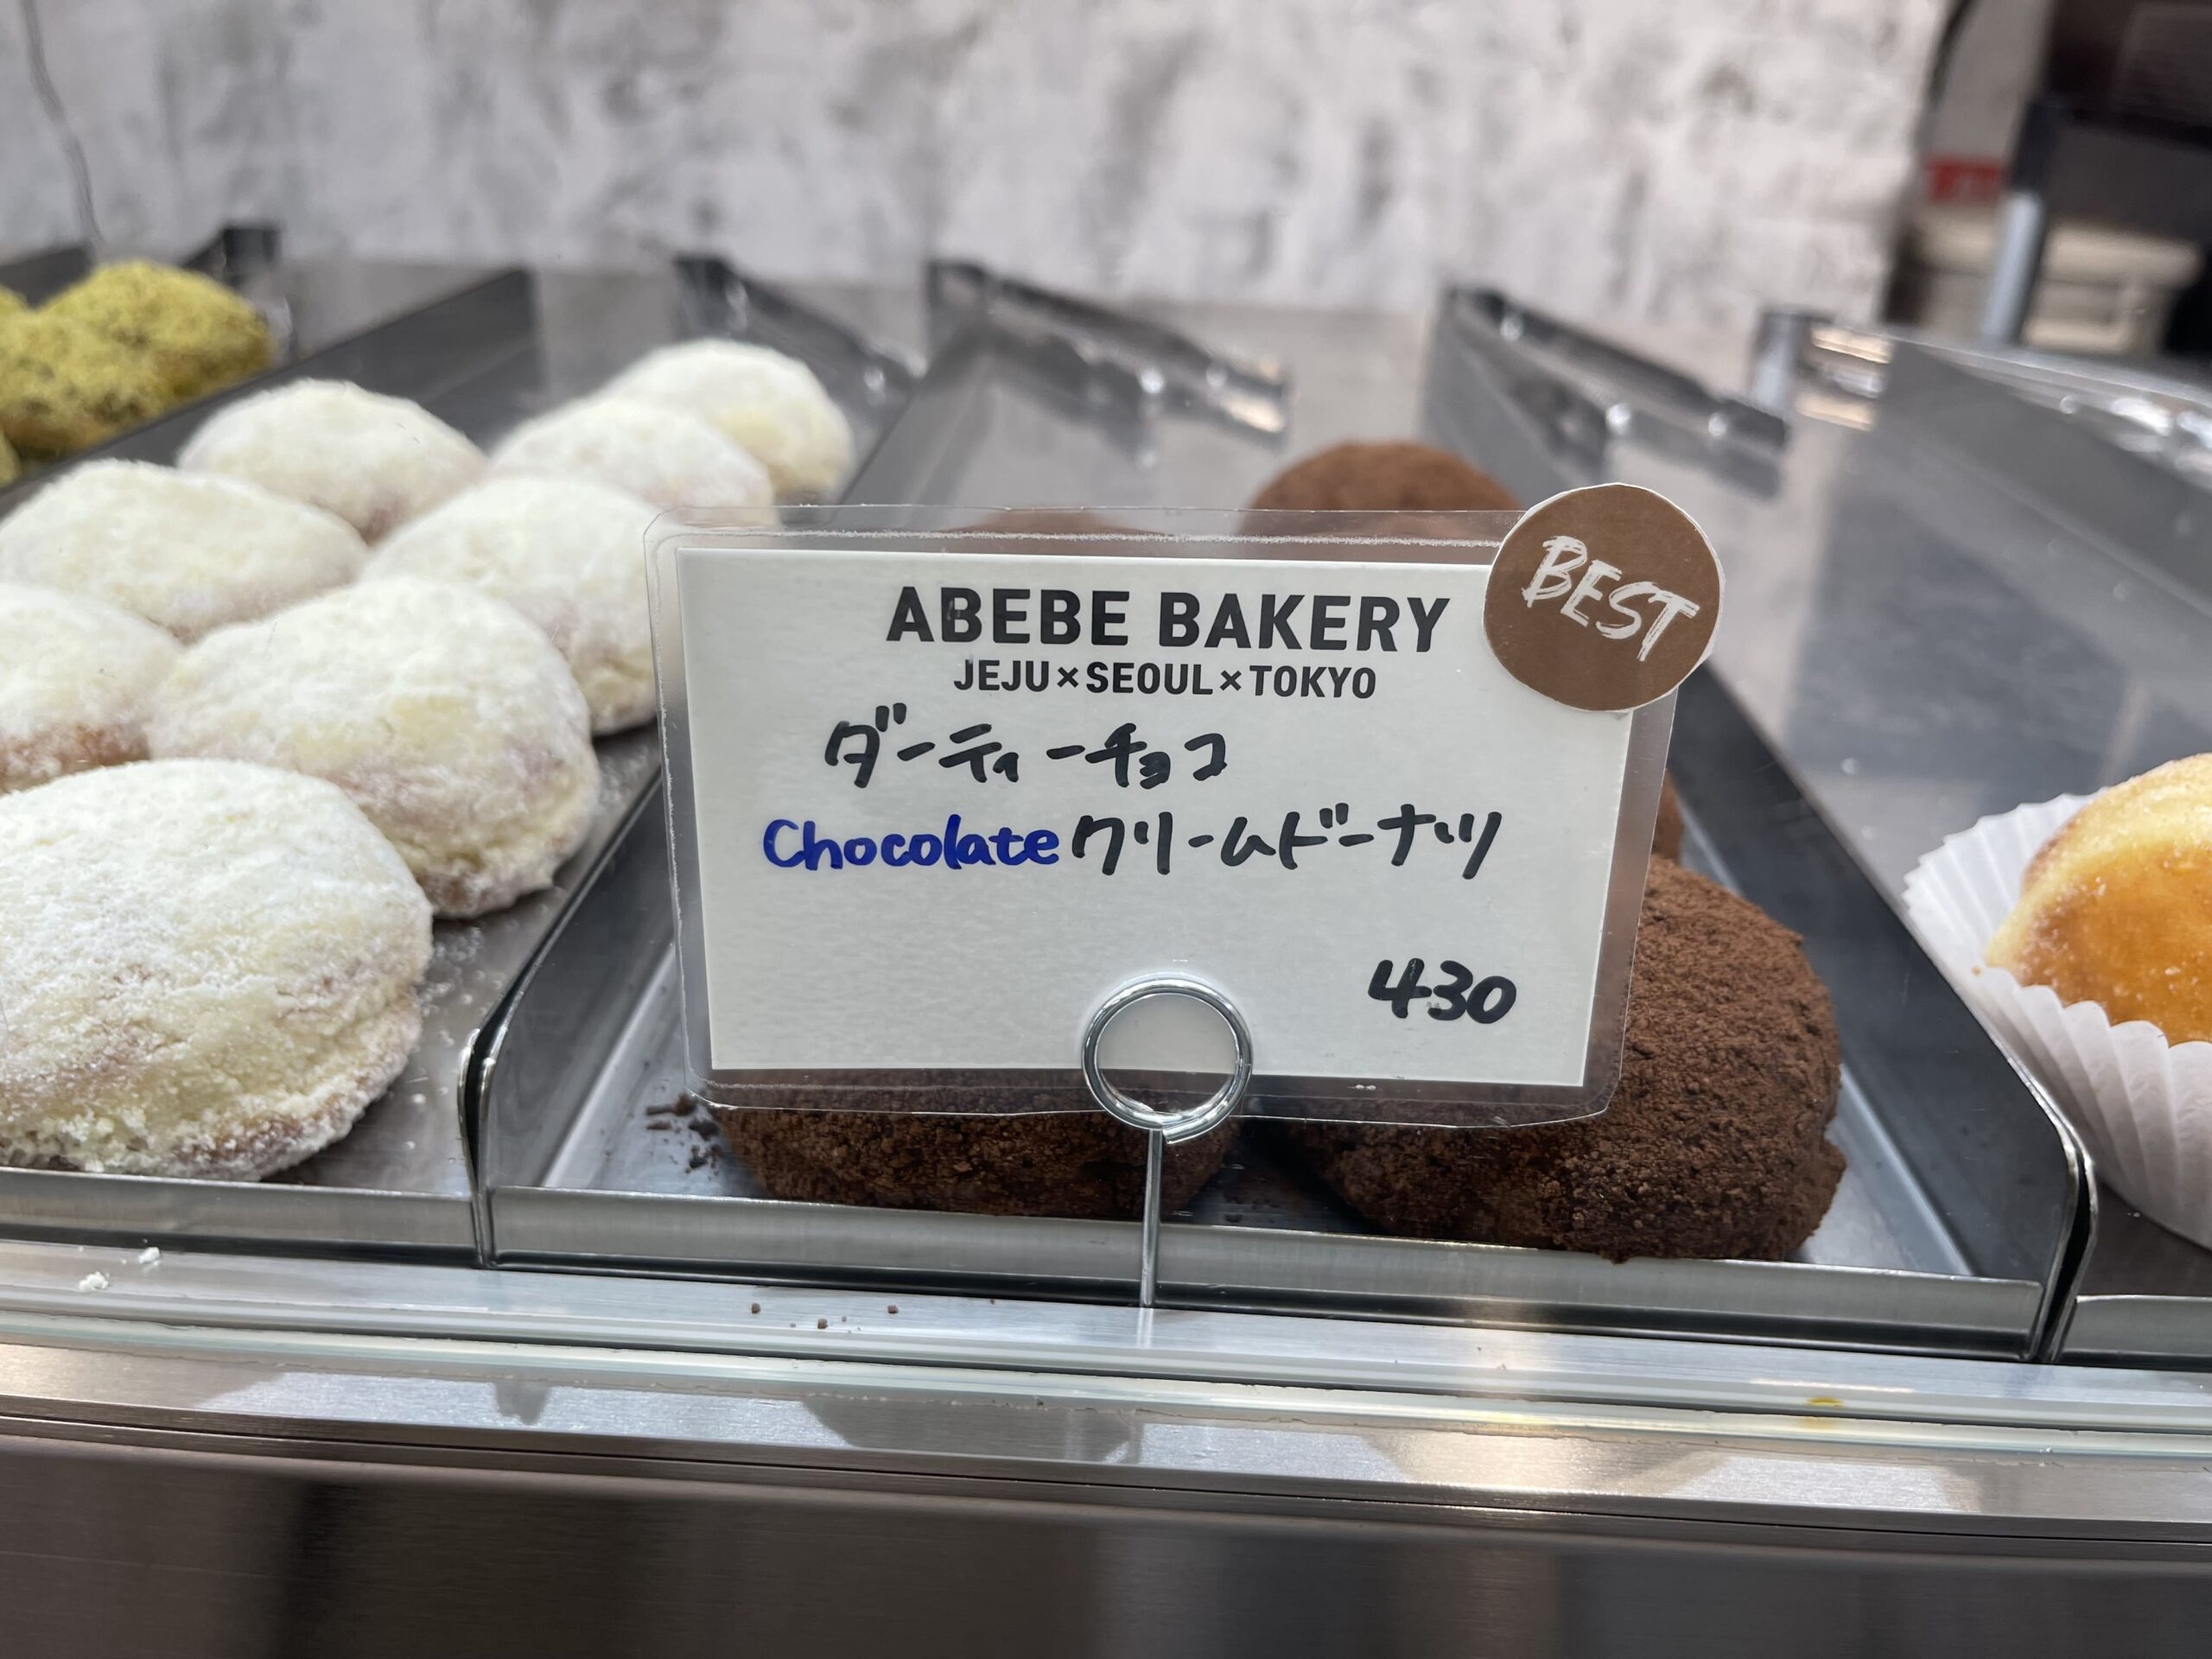 BEST
ABEBE BAKERY
JEJU×SEOUL×TOKYO
ダーティーチョコ
Chocolateクリームドーナッツ
430